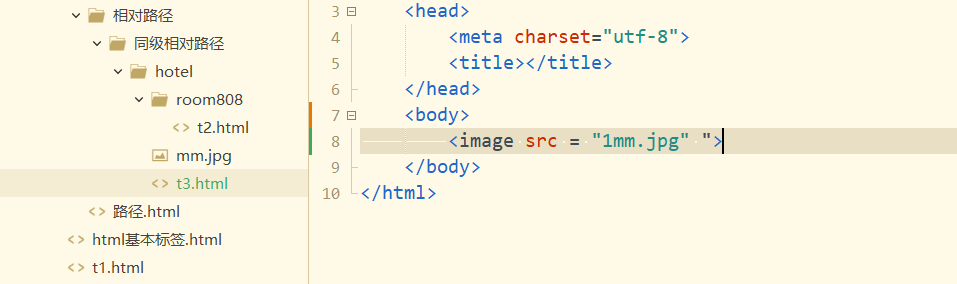 相对路径
同级相对路径
hotel
room808
<> t2.html
mm.jpg
<> t3.html
<> 路径.html
<> html基本标签.html
<> t1.html
3 <head>
4 <meta charset="utf-8">
5 <title></title>
6 </head>
7 <body>
8 <image src = "1mm.jpg" ">
9 </body>
10 </html>